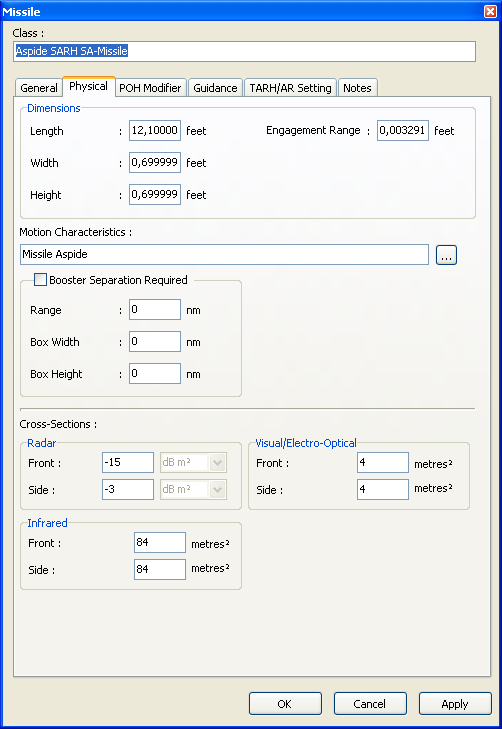 Missile
Class :
Aspide SARH SA-Missile
General Physical POH Modifier Guidance TARH/AR Setting Notes
Dimensions
Length : 12,10000 feet Engagement Range : 0,003291 feet
Width : 0,699999 feet
Height : 0,699999 feet
Motion Characteristics :
Missile Aspide ...
Booster Separation Required
Range : 0 nm
Box Width : 0 nm
Box Height : 0 nm
Cross-Sections :
Radar Visual/Electro-Optical
Front : -15 dB m² Front : 4 metres²
Side : -3 dB m² Side : 4 metres²
Infrared
Front : 84 metres²
Side : 84 metres²
OK Cancel Apply